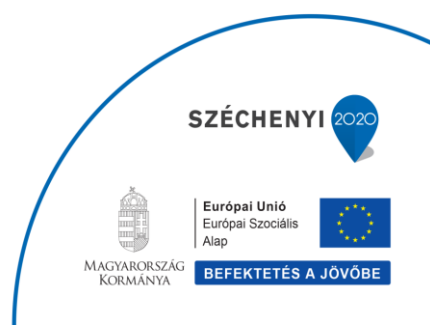 SZÉCHENYI 2020
Európai Unió
Európai Szociális
Alap
MAGYARORSZÁG
KORMÁNYA
BEFEKTETÉS A JÖVŐBE